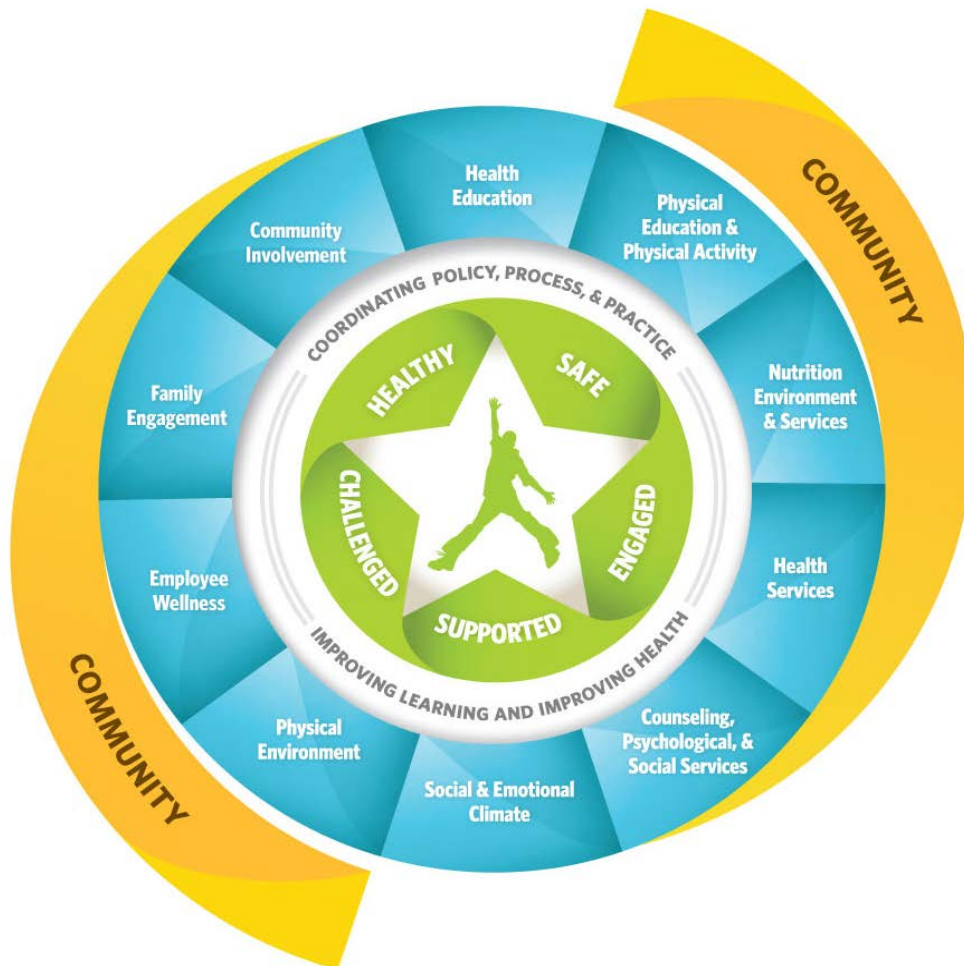 COMMUNITY
Health
Education
Physical
Education &
Physical Activity
Nutrition
Environment
& Services
Health
Services
Counseling,
Psychological, &
Social Services
Social & Emotional
Climate
Physical
Environment
Employee
Wellness
Family
Engagement
Community
Involvement
COORDINATING POLICY, PROCESS, & PRACTICE
IMPROVING LEARNING AND IMPROVING HEALTH
HEALTHY
SAFE
ENGAGED
SUPPORTED
CHALLENGED
COMMUNITY